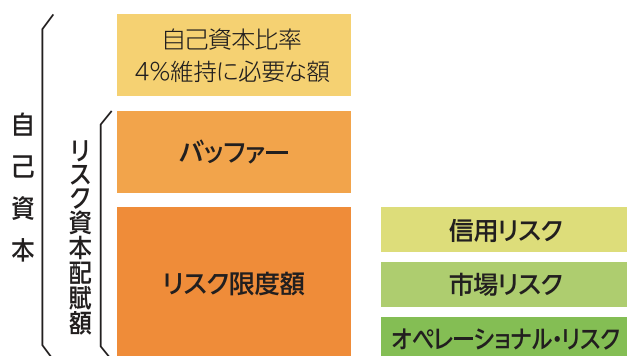 自己資本
自己資本比率
4%維持に必要な額
リスク資本配賦額
バッファー
リスク限度額
信用リスク
市場リスク
オペレーショナル・リスク